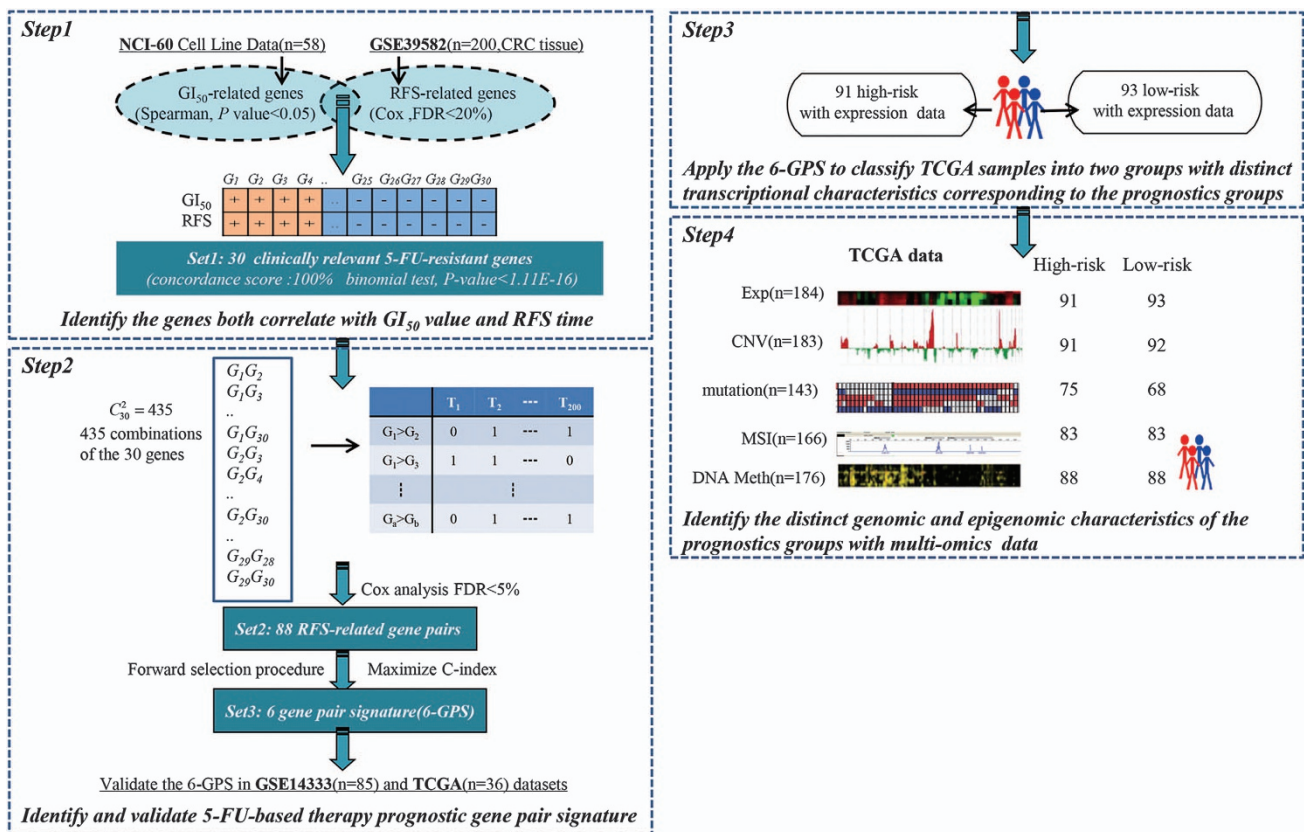 Step1
NCI-60 Cell Line Data(n=58) GSE39582(n=200,CRC tissue)
GI50-related genes RFS-related genes
(Spearman, P value<0.05) (Cox ,FDR<20%)
G1 G2 G3 G4 .. G25 G26 G27 G28 G29 G30
GI50 + + + + .. - - - - - -
RFS + + + + .. - - - - - -
Set1: 30 clinically relevant 5-FU-resistant genes
(concordance score :100% binomial test, P-value<1.11E-16)
Identify the genes both correlate with GI50 value and RFS time
Step2
C30^2 = 435
435 combinations
of the 30 genes
G1G2
G1G3
..
G1G30
G2G3
G2G4
..
G2G30
..
G29G28
G29G30
T1 T2 --- T200
G1>G2 0 1 --- 1
G1>G3 1 1 --- 0
Ga>Gb 0 1 --- 1
Cox analysis FDR<5%
Set2: 88 RFS-related gene pairs
Forward selection procedure Maximize C-index
Set3: 6 gene pair signature(6-GPS)
Validate the 6-GPS in GSE14333(n=85) and TCGA(n=36) datasets
Identify and validate 5-FU-based therapy prognostic gene pair signature
Step3
91 high-risk
with expression data
93 low-risk
with expression data
Apply the 6-GPS to classify TCGA samples into two groups with distinct
transcriptional characteristics corresponding to the prognostics groups
Step4
TCGA data High-risk Low-risk
Exp(n=184) 91 93
CNV(n=183) 91 92
mutation(n=143) 75 68
MSI(n=166) 83 83
DNA Meth(n=176) 88 88
Identify the distinct genomic and epigenomic characteristics of the
prognostics groups with multi-omics data